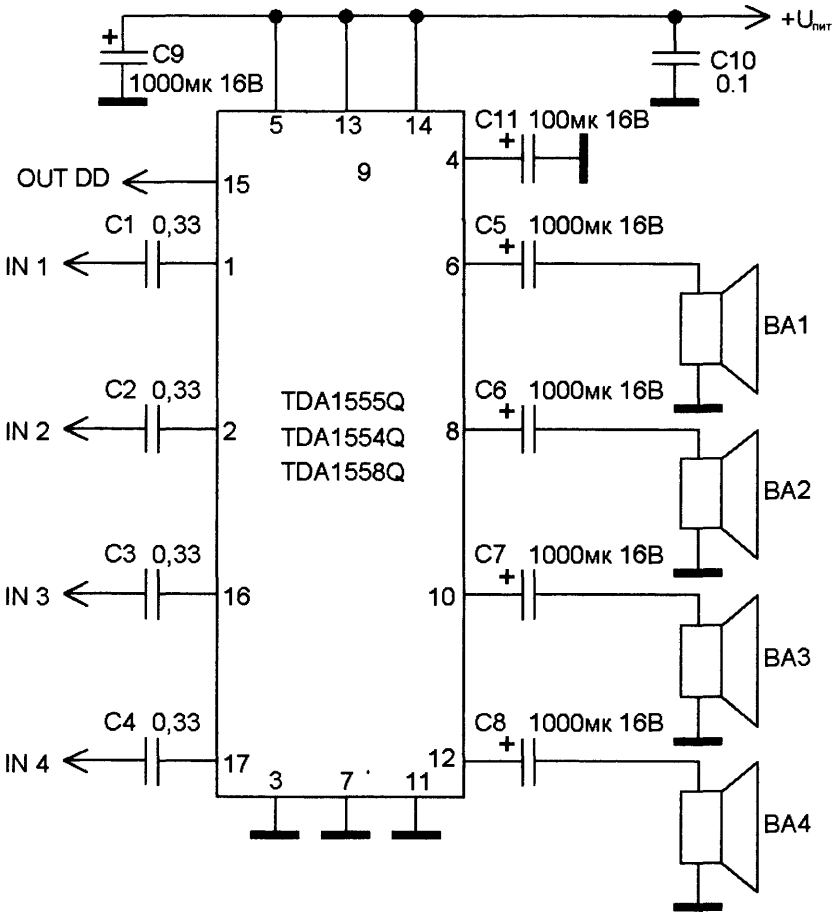 +Uпит
C9
1000мк 16В
C10
0.1
5 13 14
9
C11 100мк 16В
4
OUT DD
15
C1 0,33
IN 1
1
C5 1000мк 16В
6
BA1
C2 0,33
IN 2
2
C6 1000мк 16В
8
BA2
TDA1555Q
TDA1554Q
TDA1558Q
C3 0,33
IN 3
16
C7 1000мк 16В
10
BA3
C4 0,33
IN 4
17
C8 1000мк 16В
12
BA4
3 7 11